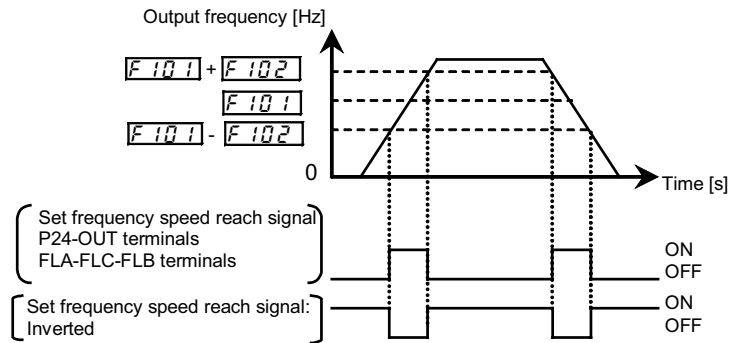 Output frequency [Hz]
F101 + F102
F101
F101 - F102
0
Time [s]
Set frequency speed reach signal
P24-OUT terminals
FLA-FLC-FLB terminals
ON
OFF
Set frequency speed reach signal:
Inverted
ON
OFF